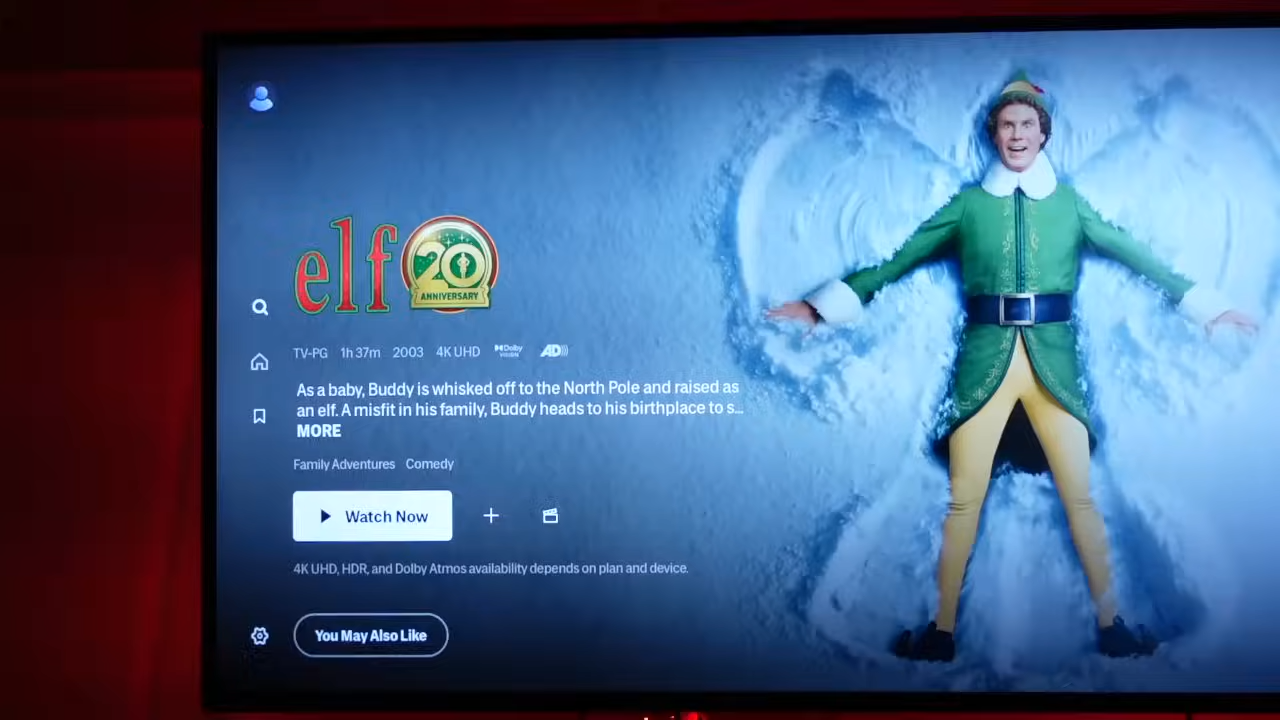 elf 20
ANNIVERSARY
TV-PG 1h 37m 2003 4K UHD Dolby VISION AD
As a baby, Buddy is whisked off to the North Pole and raised as
an elf. A misfit in his family, Buddy heads to his birthplace to s...
MORE
Family Adventures Comedy
Watch Now
4K UHD, HDR, and Dolby Atmos availability depends on plan and device.
You May Also Like